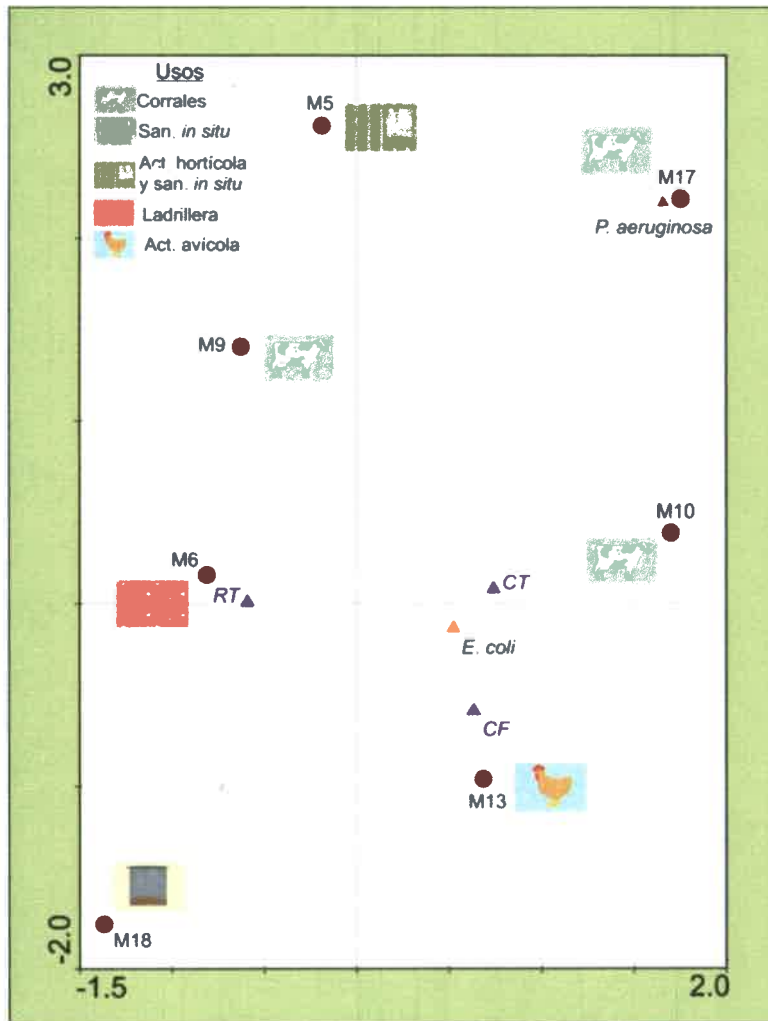 3.0
Usos
Corrales
San. in situ
Act. hortícola
y san. in situ
Ladrillera
Act. avicola
M5
M17
P. aeruginosa
M9
M10
M6
RT
CT
E. coli
CF
M13
M18
-2.0
-1.5
2.0